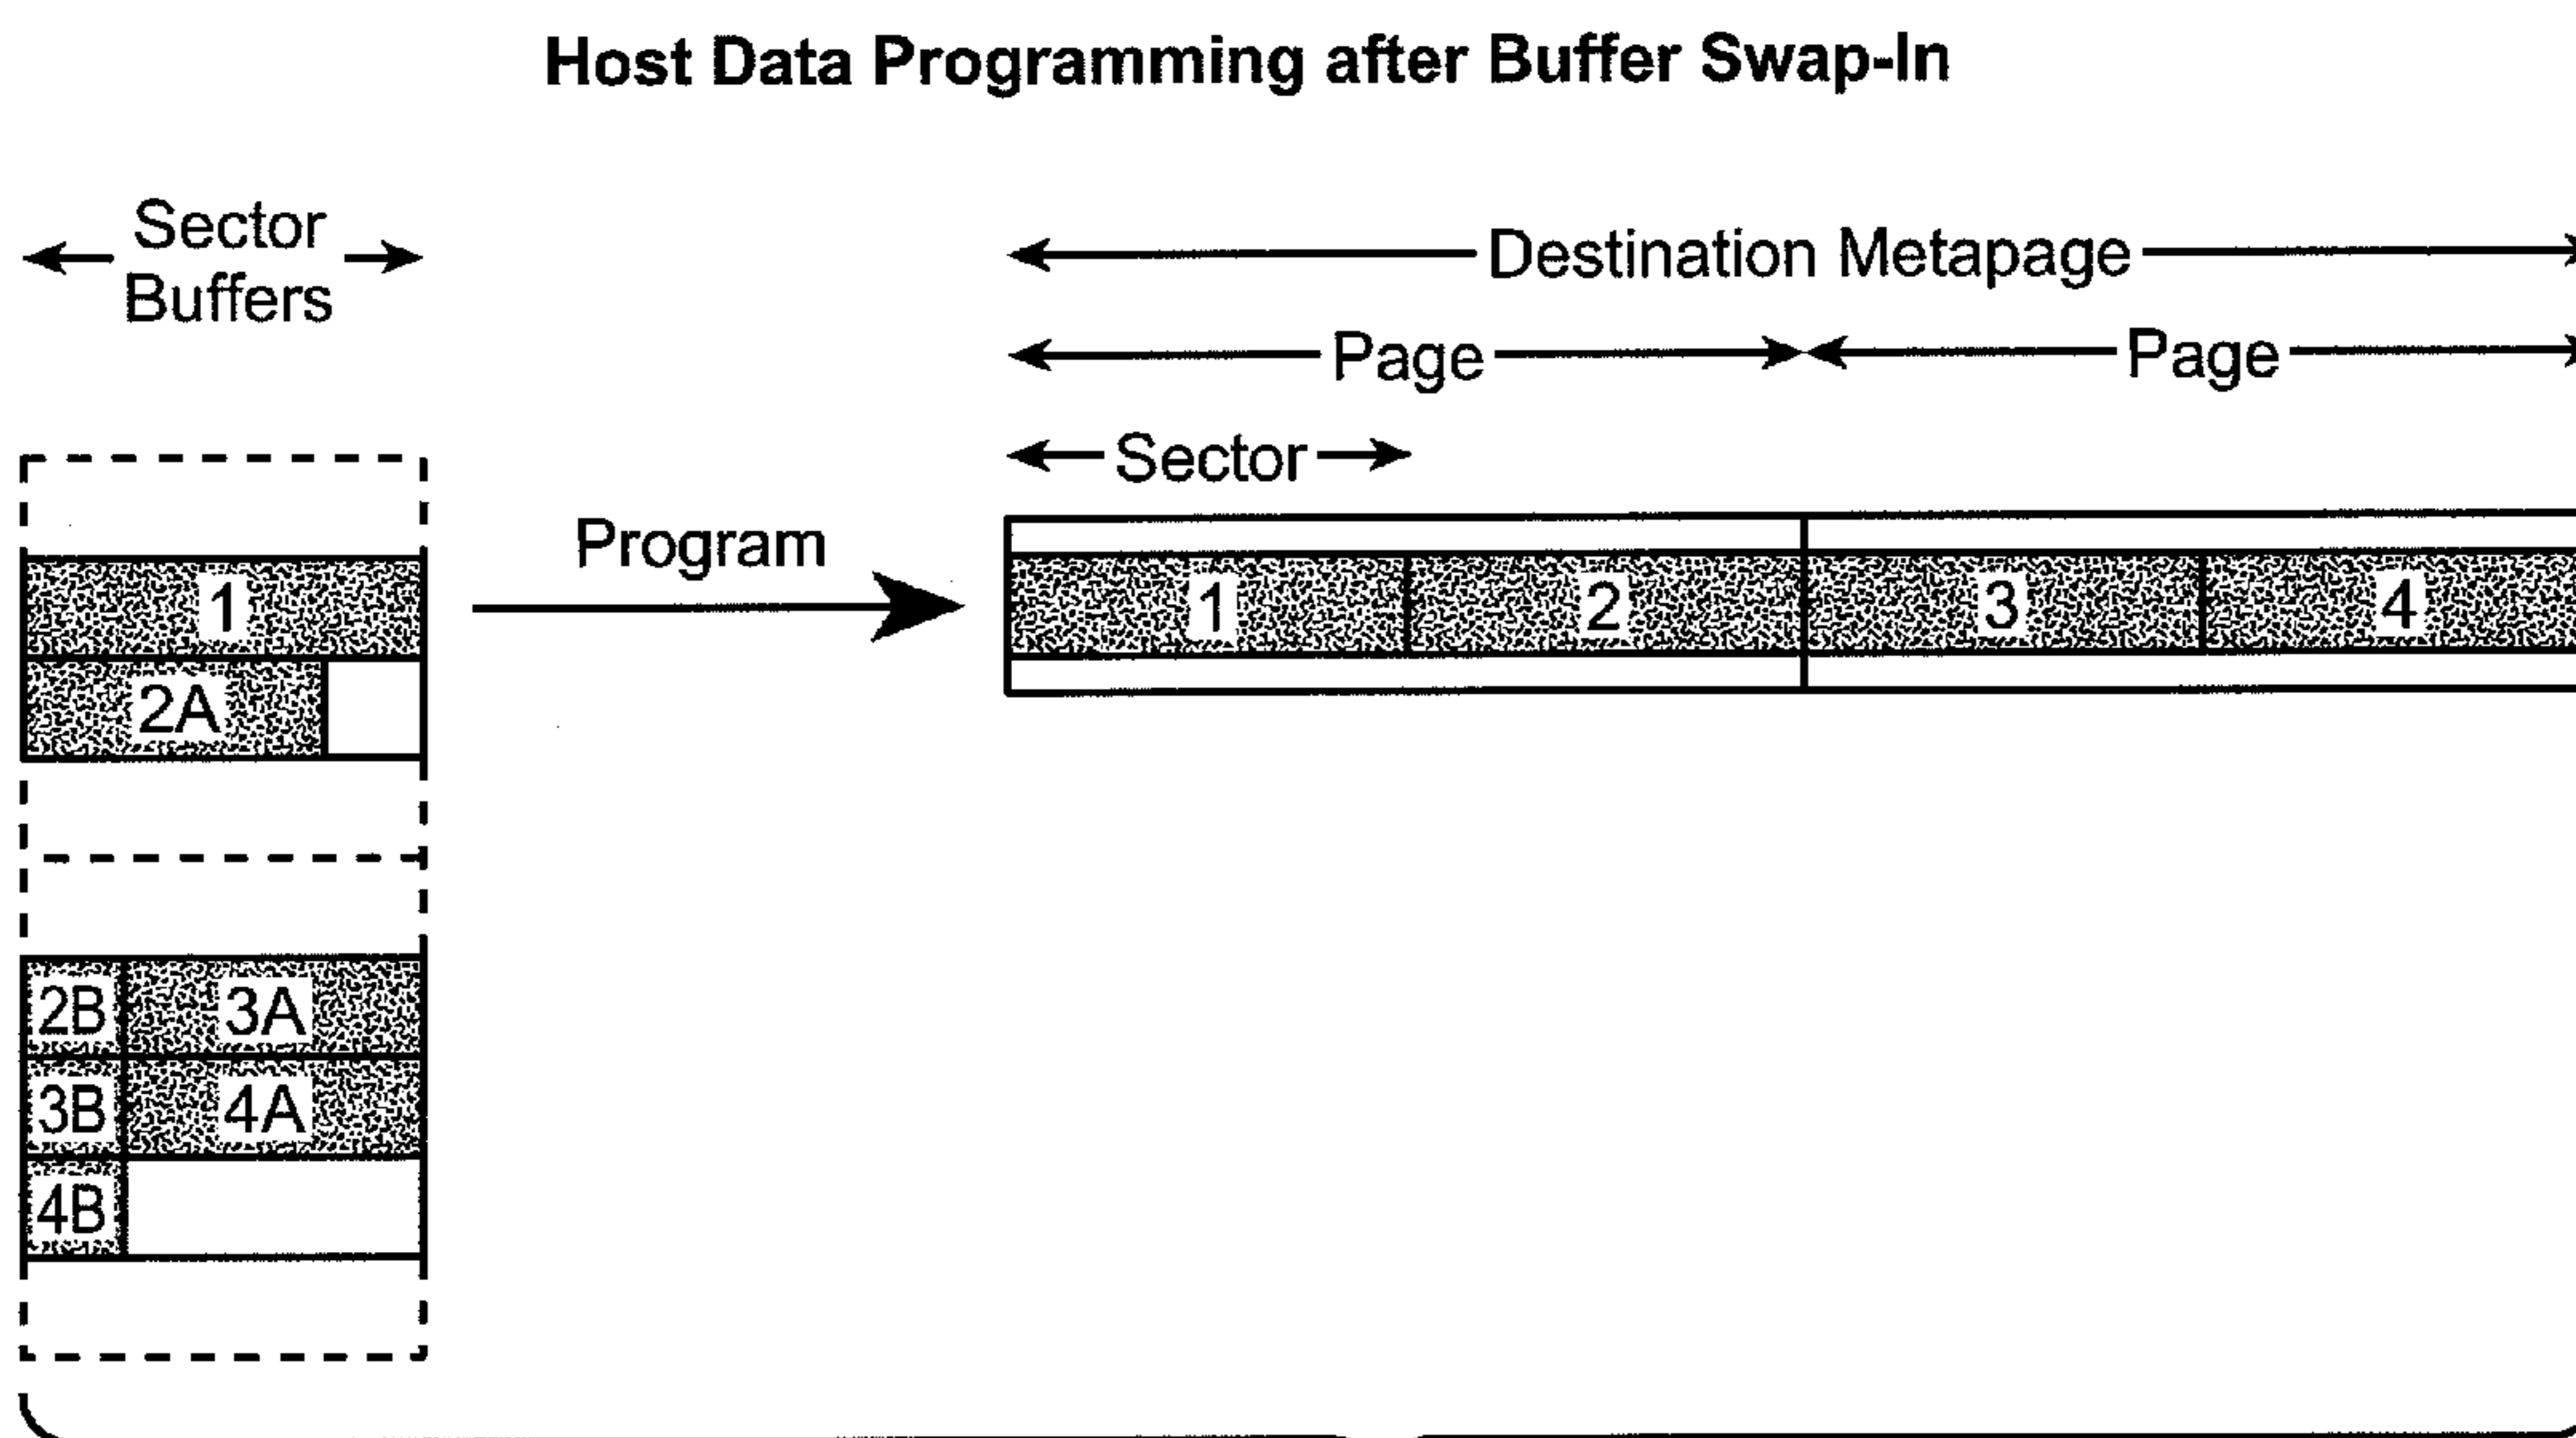 Host Data Programming after Buffer Swap-In
Sector
Buffers
Destination Metapage
Page
Page
Sector
Program
1
2A
1
2
3
4
2B
3A
3B
4A
4B